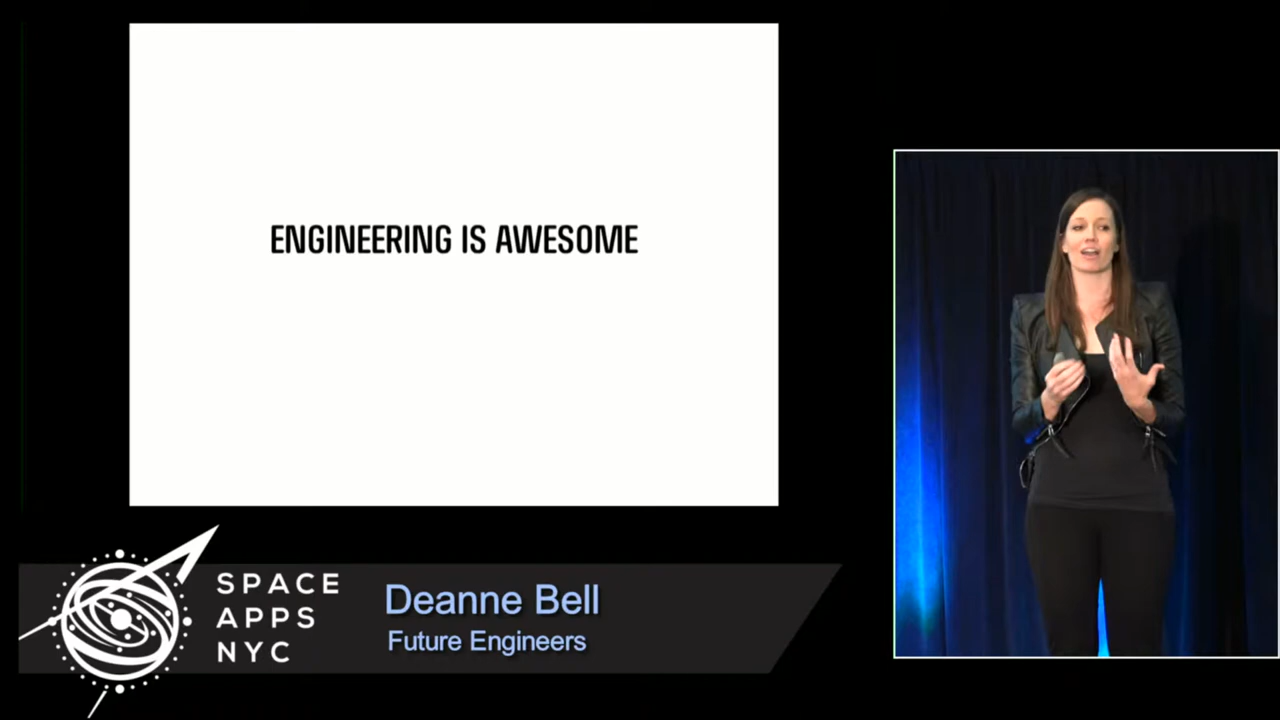 ENGINEERING IS AWESOME
SPACE
APPS
NYC
Deanne Bell
Future Engineers